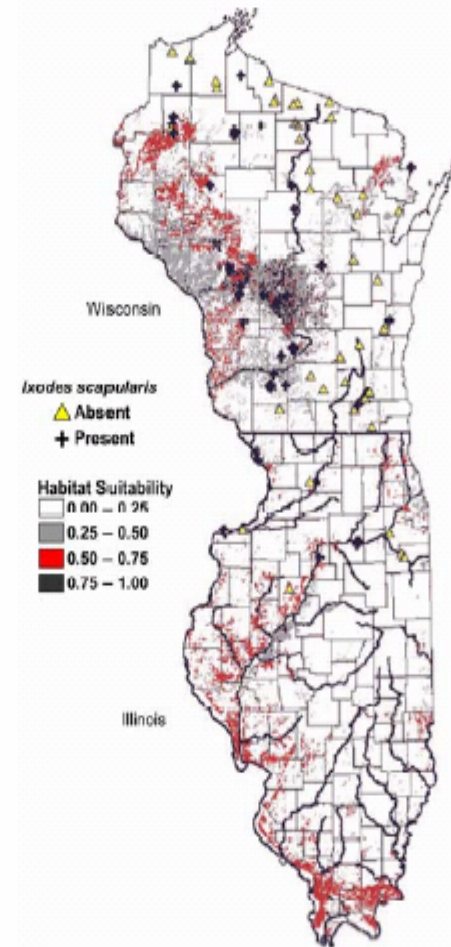 Wisconsin
Ixodes scapularis
Absent
Present
Habitat Suitability
0.00 – 0.25
0.25 – 0.50
0.50 – 0.75
0.75 – 1.00
Illinois